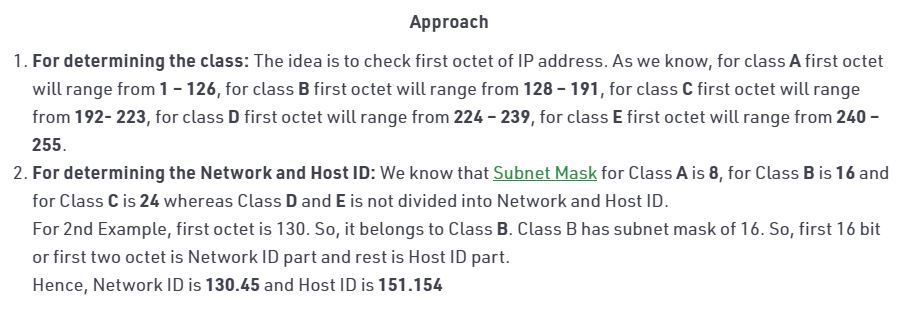 Approach
1. For determining the class: The idea is to check first octet of IP address. As we know, for class A first octet
will range from 1 – 126, for class B first octet will range from 128 – 191, for class C first octet will range
from 192- 223, for class D first octet will range from 224 – 239, for class E first octet will range from 240 –
255.
2. For determining the Network and Host ID: We know that Subnet Mask for Class A is 8, for Class B is 16 and
for Class C is 24 whereas Class D and E is not divided into Network and Host ID.
For 2nd Example, first octet is 130. So, it belongs to Class B. Class B has subnet mask of 16. So, first 16 bit
or first two octet is Network ID part and rest is Host ID part.
Hence, Network ID is 130.45 and Host ID is 151.154